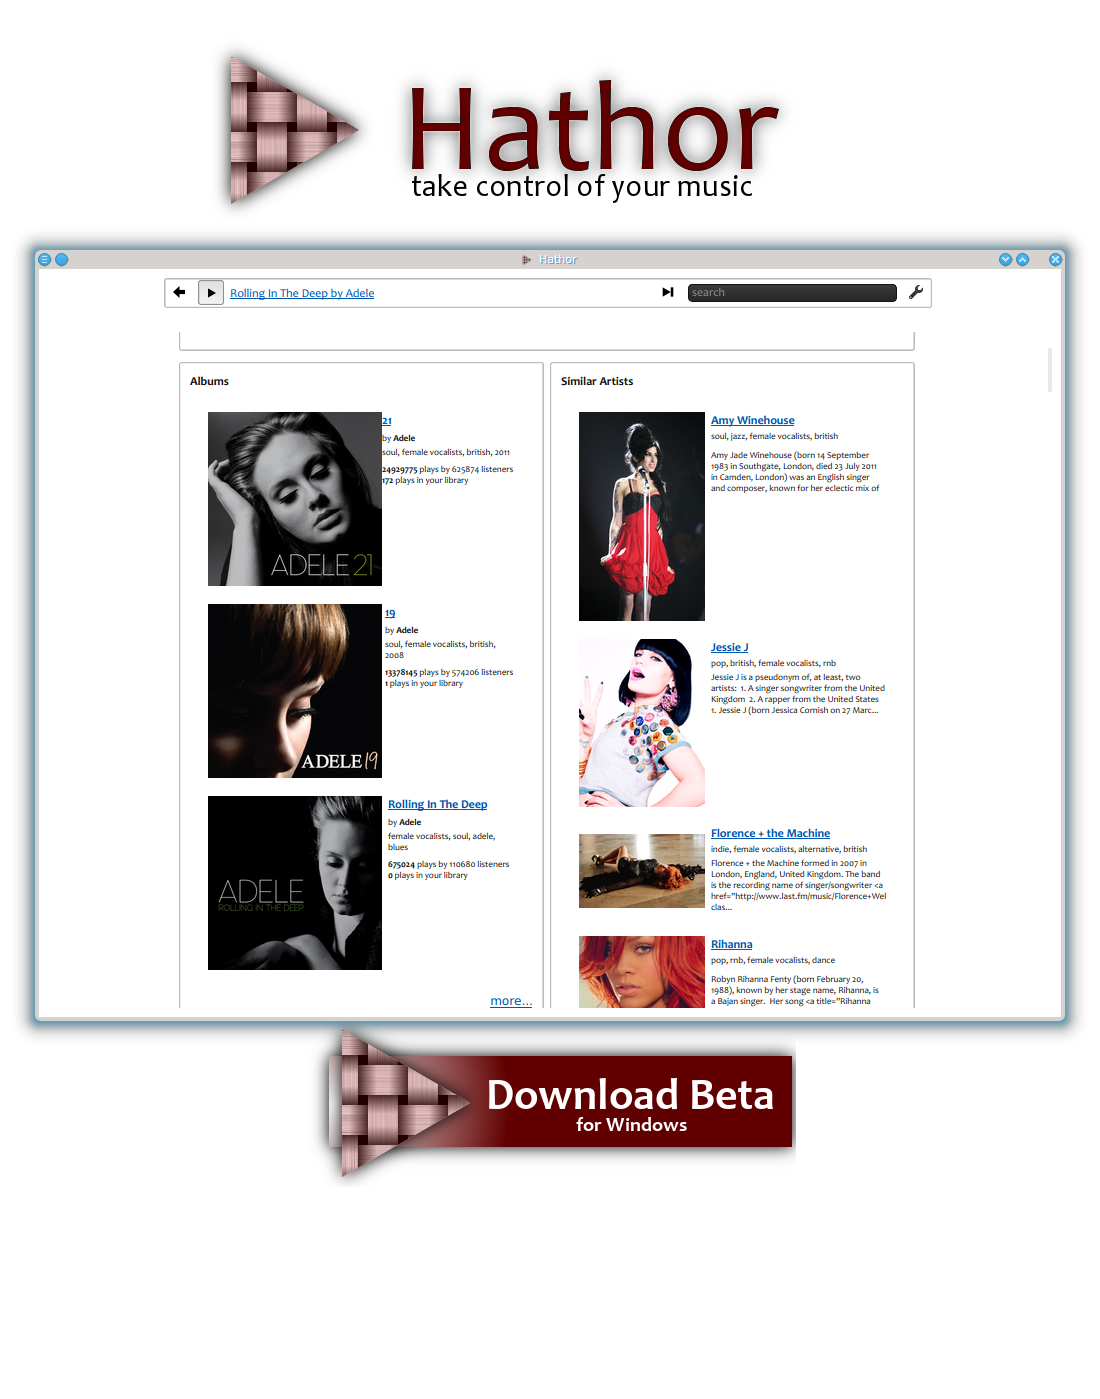 Hathor
take control of your music
Hathor
Rolling In The Deep by Adele
search
Albums
ADELE 21
21
by Adele
soul, female vocalists, british, 2011
24929775 plays by 625874 listeners
172 plays in your library
ADELE 19
19
by Adele
soul, female vocalists, british,
2008
13378145 plays by 574206 listeners
1 plays in your library
ADELE
ROLLING IN THE DEEP
Rolling In The Deep
by Adele
female vocalists, soul, adele,
blues
675024 plays by 110680 listeners
0 plays in your library
more...
Similar Artists
Amy Winehouse
soul, jazz, female vocalists, british
Amy Jade Winehouse (born 14 September
1983 in Southgate, London, died 23 July 2011
in Camden, London) was an English singer
and composer, known for her eclectic mix of
Jessie J
pop, british, female vocalists, rnb
Jessie J is a pseudonym of, at least, two
artists: 1. A singer songwriter from the United
Kingdom 2. A rapper from the United States
1. Jessie J (born Jessica Cornish on 27 Marc...
Florence + the Machine
indie, female vocalists, alternative, british
Florence + the Machine formed in 2007 in
London, England, United Kingdom. The band
is the recording name of singer/songwriter <a
href="http://www.last.fm/music/Florence+Wel
clas...
Rihanna
pop, rnb, female vocalists, dance
Robyn Rihanna Fenty (born February 20,
1988), known by her stage name, Rihanna, is
a Bajan singer. Her song <a title="Rihanna
Download Beta
for Windows